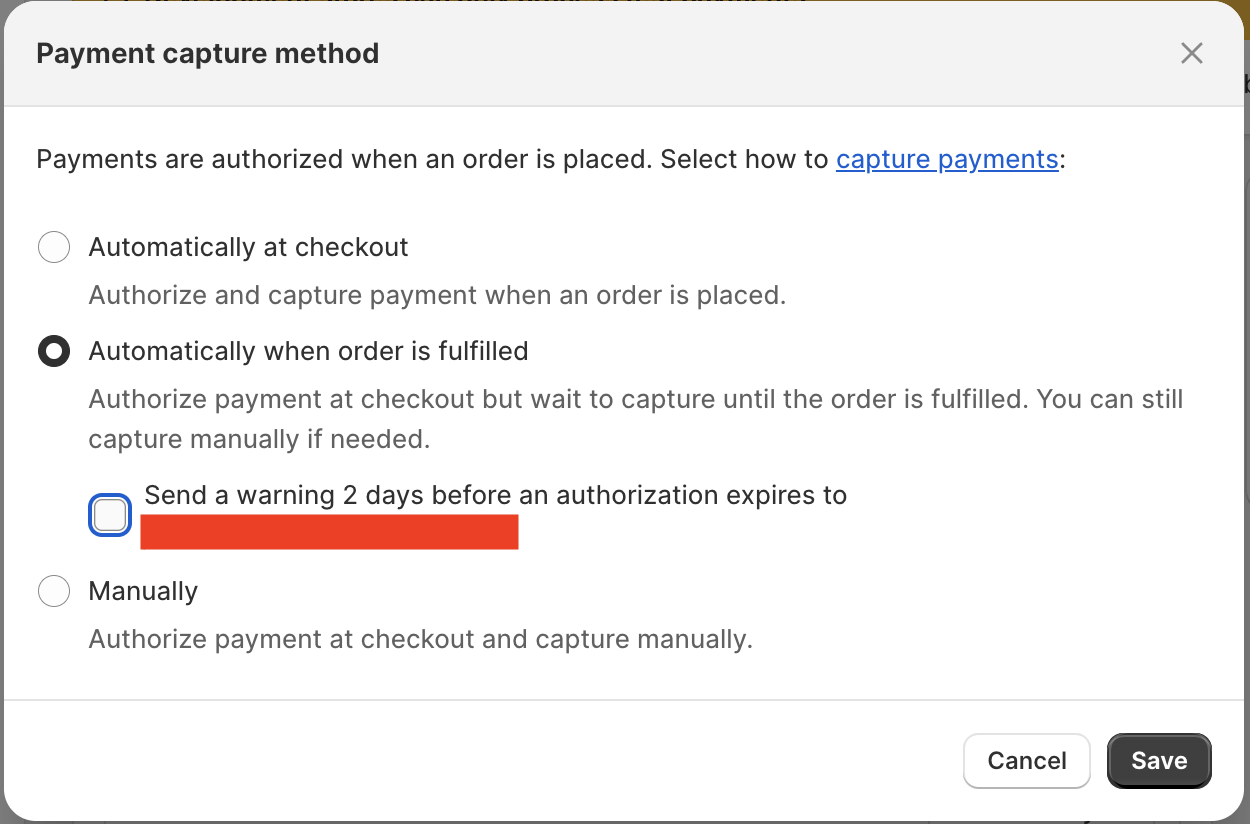 Payment capture method
Payments are authorized when an order is placed. Select how to capture payments:
Automatically at checkout
Authorize and capture payment when an order is placed.
Automatically when order is fulfilled
Authorize payment at checkout but wait to capture until the order is fulfilled. You can still
capture manually if needed.
Send a warning 2 days before an authorization expires to
Manually
Authorize payment at checkout and capture manually.
Cancel
Save